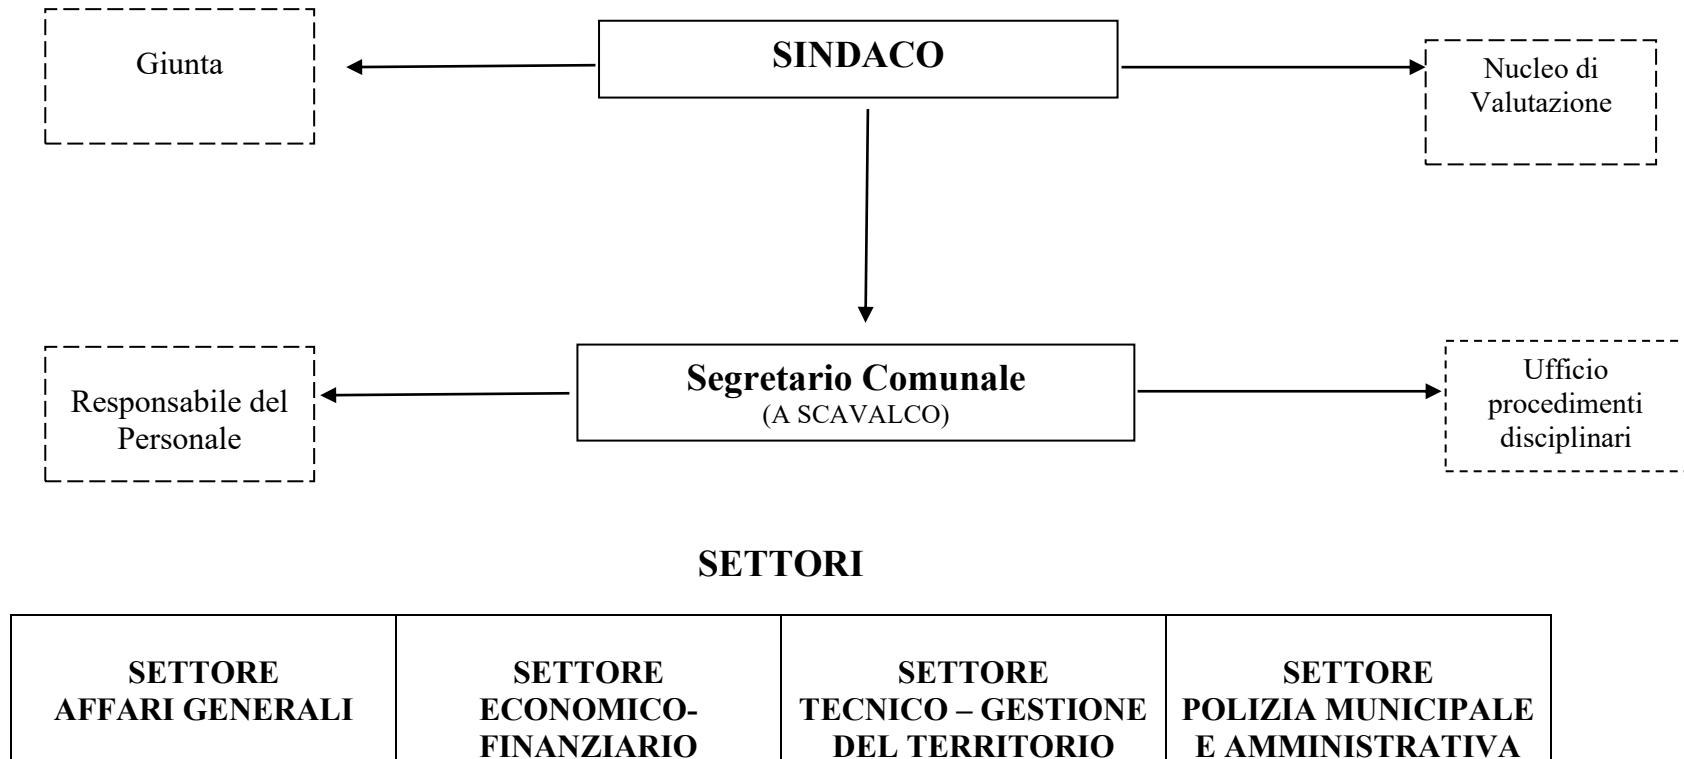 Giunta
SINDACO
Nucleo di
Valutazione
Responsabile del
Personale
Segretario Comunale
(A SCAVALCO)
Ufficio
procedimenti
disciplinari
SETTORI
SETTORE
AFFARI GENERALI
SETTORE
ECONOMICO-
FINANZIARIO
SETTORE
TECNICO – GESTIONE
DEL TERRITORIO
SETTORE
POLIZIA MUNICIPALE
E AMMINISTRATIVA